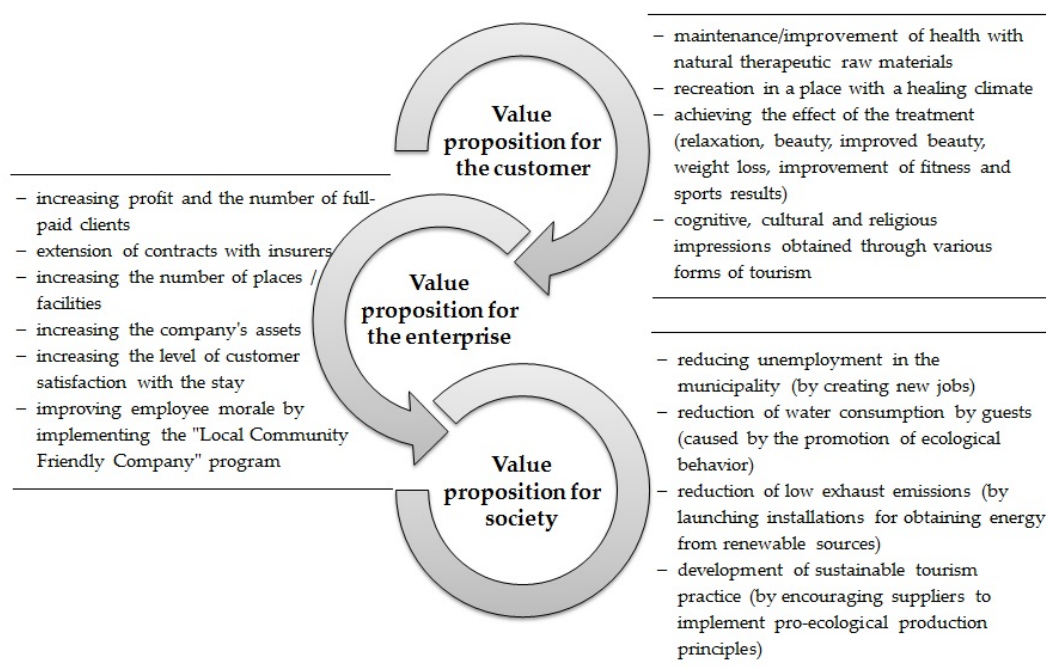 Value
proposition for
the customer
– maintenance/improvement of health with
natural therapeutic raw materials
– recreation in a place with a healing climate
– achieving the effect of the treatment
(relaxation, beauty, improved beauty,
weight loss, improvement of fitness and
sports results)
– cognitive, cultural and religious
impressions obtained through various
forms of tourism
Value
proposition for
the enterprise
– increasing profit and the number of full-
paid clients
– extension of contracts with insurers
– increasing the number of places /
facilities
– increasing the company's assets
– increasing the level of customer
satisfaction with the stay
– improving employee morale by
implementing the "Local Community
Friendly Company" program
Value
proposition for
society
– reducing unemployment in the
municipality (by creating new jobs)
– reduction of water consumption by guests
(caused by the promotion of ecological
behavior)
– reduction of low exhaust emissions (by
launching installations for obtaining energy
from renewable sources)
– development of sustainable tourism
practice (by encouraging suppliers to
implement pro-ecological production
principles)